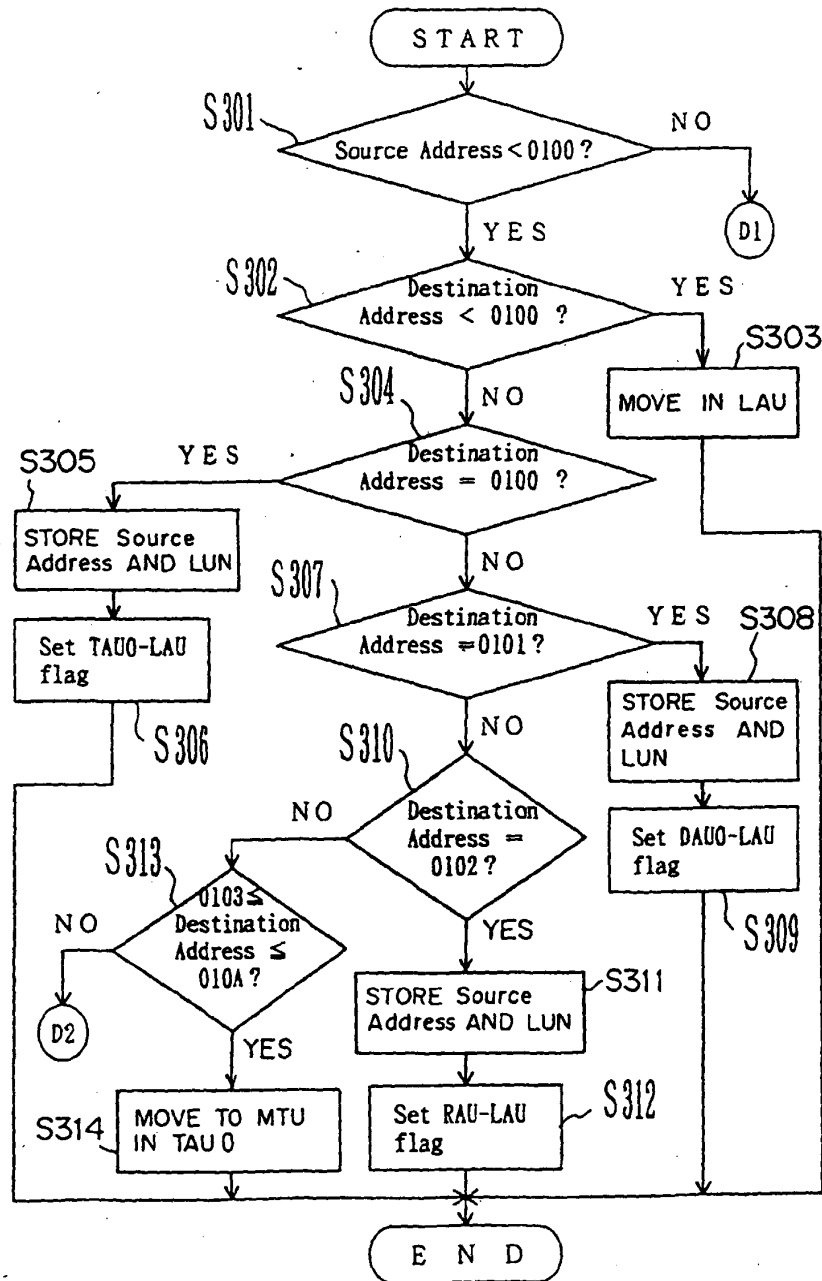 START
S301
Source Address<0100?
NO
D1
YES
S302
Destination
Address < 0100 ?
YES
S303
MOVE IN LAU
NO
S304
Destination
Address = 0100 ?
YES
S305
STORE Source
Address AND LUN
Set TAU0-LAU
flag
S306
NO
S307
Destination
Address =0101?
YES
S308
STORE Source
Address AND
LUN
Set DAU0-LAU
flag
S309
NO
S310
Destination
Address =
0102?
NO
S313
0103≦
Destination
Address ≦
010A?
NO
D2
YES
S314
MOVE TO MTU
IN TAU0
YES
S311
STORE Source
Address AND LUN
Set RAU-LAU
flag
S312
END